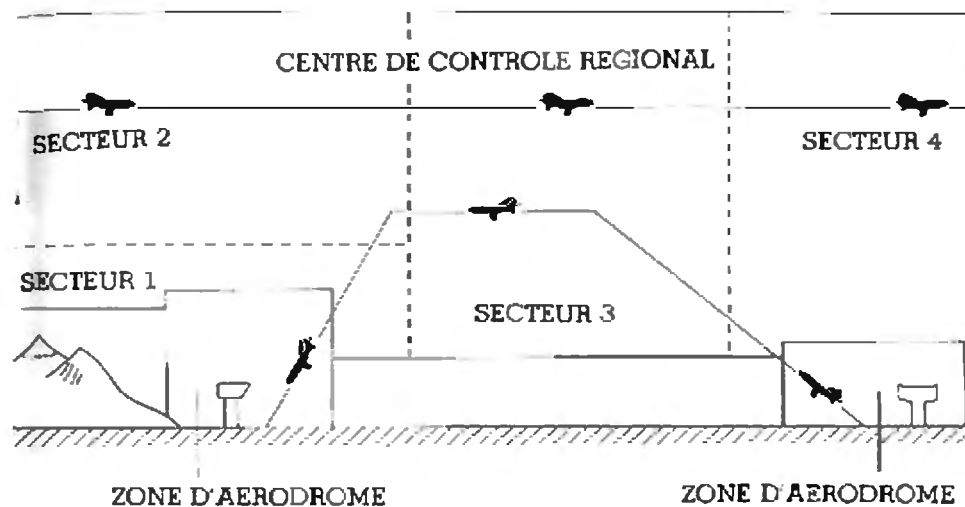 CENTRE DE CONTROLE REGIONAL
SECTEUR 2
SECTEUR 4
SECTEUR 1
SECTEUR 3
ZONE D'AERODROME
ZONE D'AERODROME